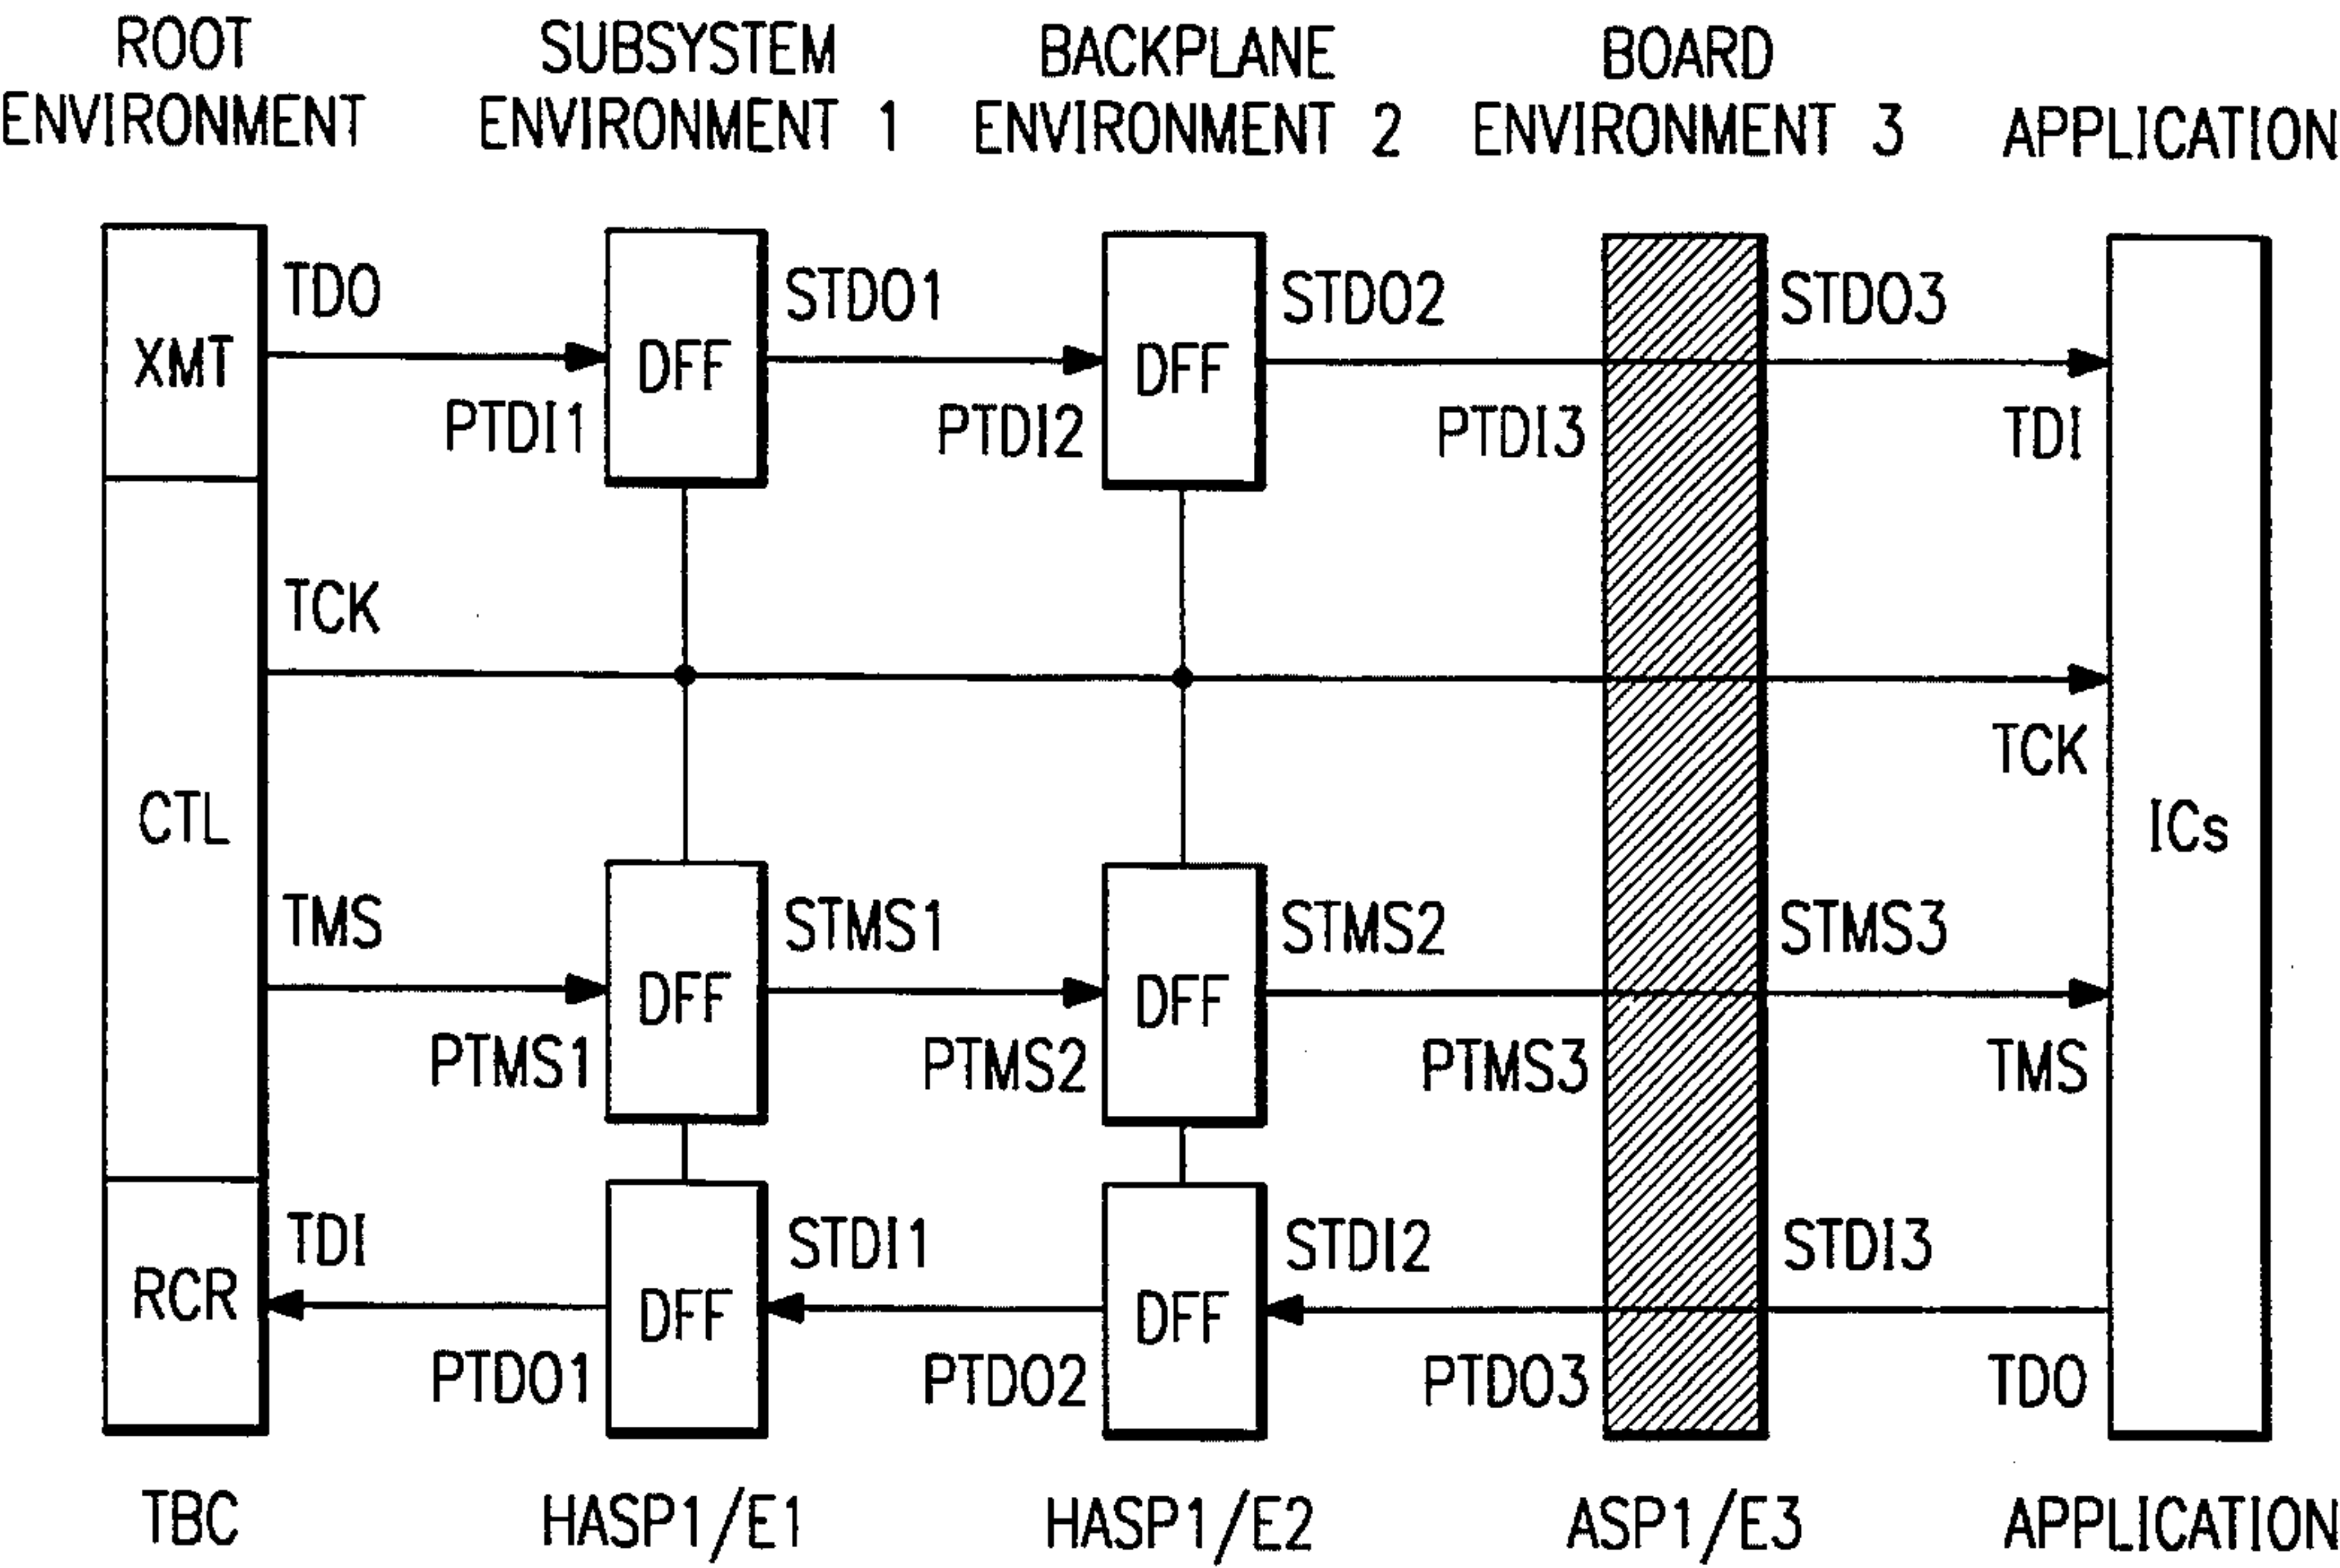 ROOT
ENVIRONMENT
SUBSYSTEM
ENVIRONMENT 1
BACKPLANE
ENVIRONMENT 2
BOARD
ENVIRONMENT 3
APPLICATION
TDO
STDO1
STDO2
STDO3
XMT
DFF
DFF
PTDI1
PTDI2
PTDI3
TDI
TCK
TCK
CTL
ICs
TMS
STMS1
STMS2
STMS3
DFF
DFF
PTMS1
PTMS2
PTMS3
TMS
TDI
STDI1
STDI2
STDI3
RCR
DFF
DFF
PTDO1
PTDO2
PTDO3
TDO
TBC
HASP1/E1
HASP1/E2
ASP1/E3
APPLICATION